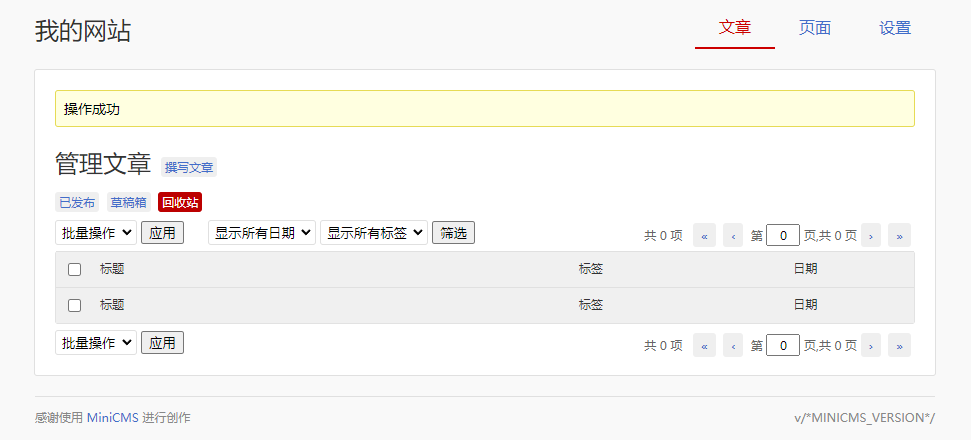 我的网站 文章 页面 设置
操作成功
管理文章 撰写文章
已发布 草稿箱 回收站
批量操作 应用 显示所有日期 显示所有标签 筛选 共 0 项 « ‹ 第 0 页,共 0 页 › »
标题 标签 日期
标题 标签 日期
批量操作 应用 共 0 项 « ‹ 第 0 页,共 0 页 › »
感谢使用 MiniCMS 进行创作 v/*MINICMS_VERSION*/